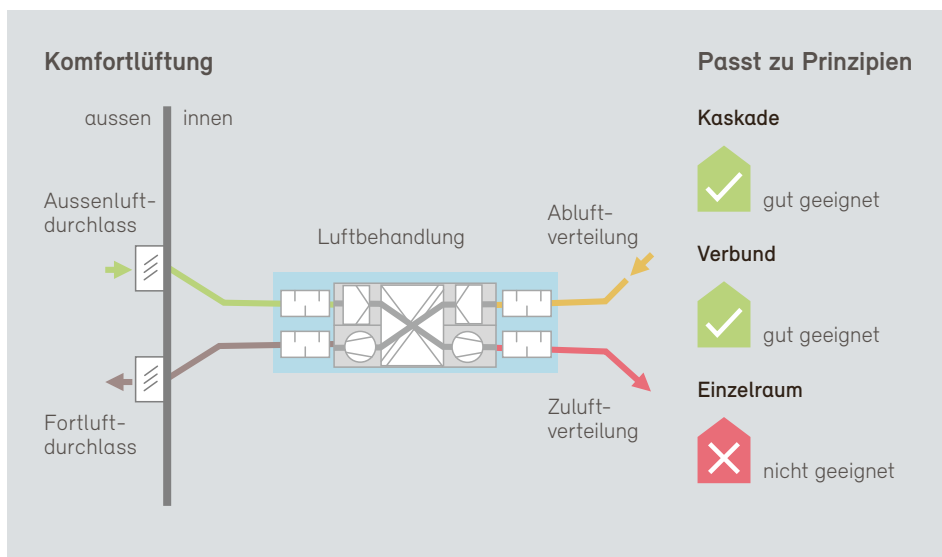 Komfortlüftung
aussen innen
Aussenluft-
durchlass
Luftbehandlung
Abluft-
verteilung
Fortluft-
durchlass
Zuluft-
verteilung
Passt zu Prinzipien
Kaskade
gut geeignet
Verbund
gut geeignet
Einzelraum
nicht geeignet